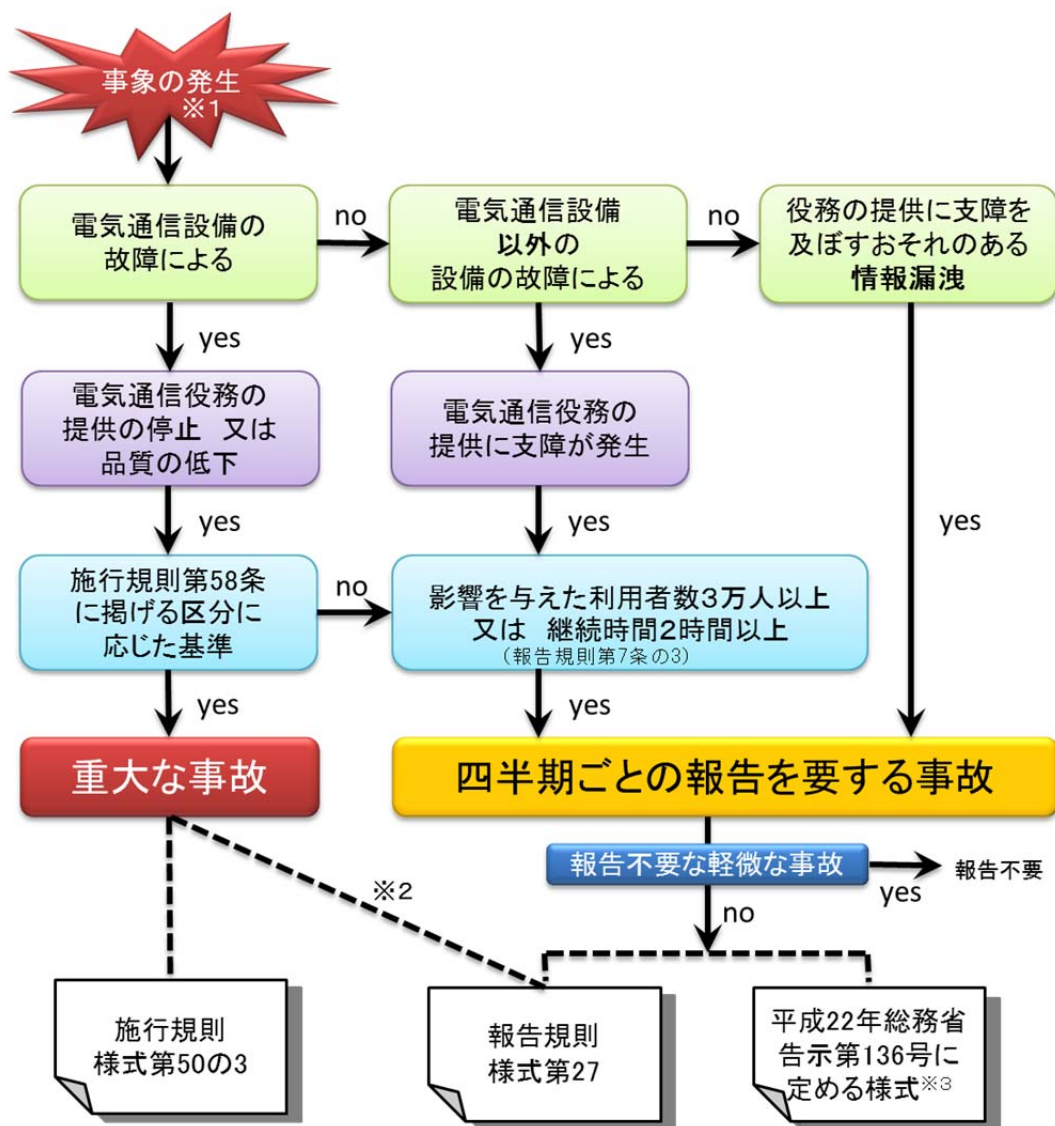 事象の発生
※1
電気通信設備の
故障による
no
電気通信設備
以外の
設備の故障による
no
役務の提供に支障を
及ぼすおそれのある
情報漏洩
yes
yes
電気通信役務の
提供の停止 又は
品質の低下
電気通信役務の
提供に支障が発生
yes
yes
yes
施行規則第58条
に掲げる区分に
応じた基準
no
影響を与えた利用者数3万人以上
又は 継続時間2時間以上
(報告規則第7条の3)
yes
yes
重大な事故
四半期ごとの報告を要する事故
報告不要な軽微な事故
yes
報告不要
※2
no
施行規則
様式第50の3
報告規則
様式第27
平成22年総務省
告示第136号に
定める様式※3